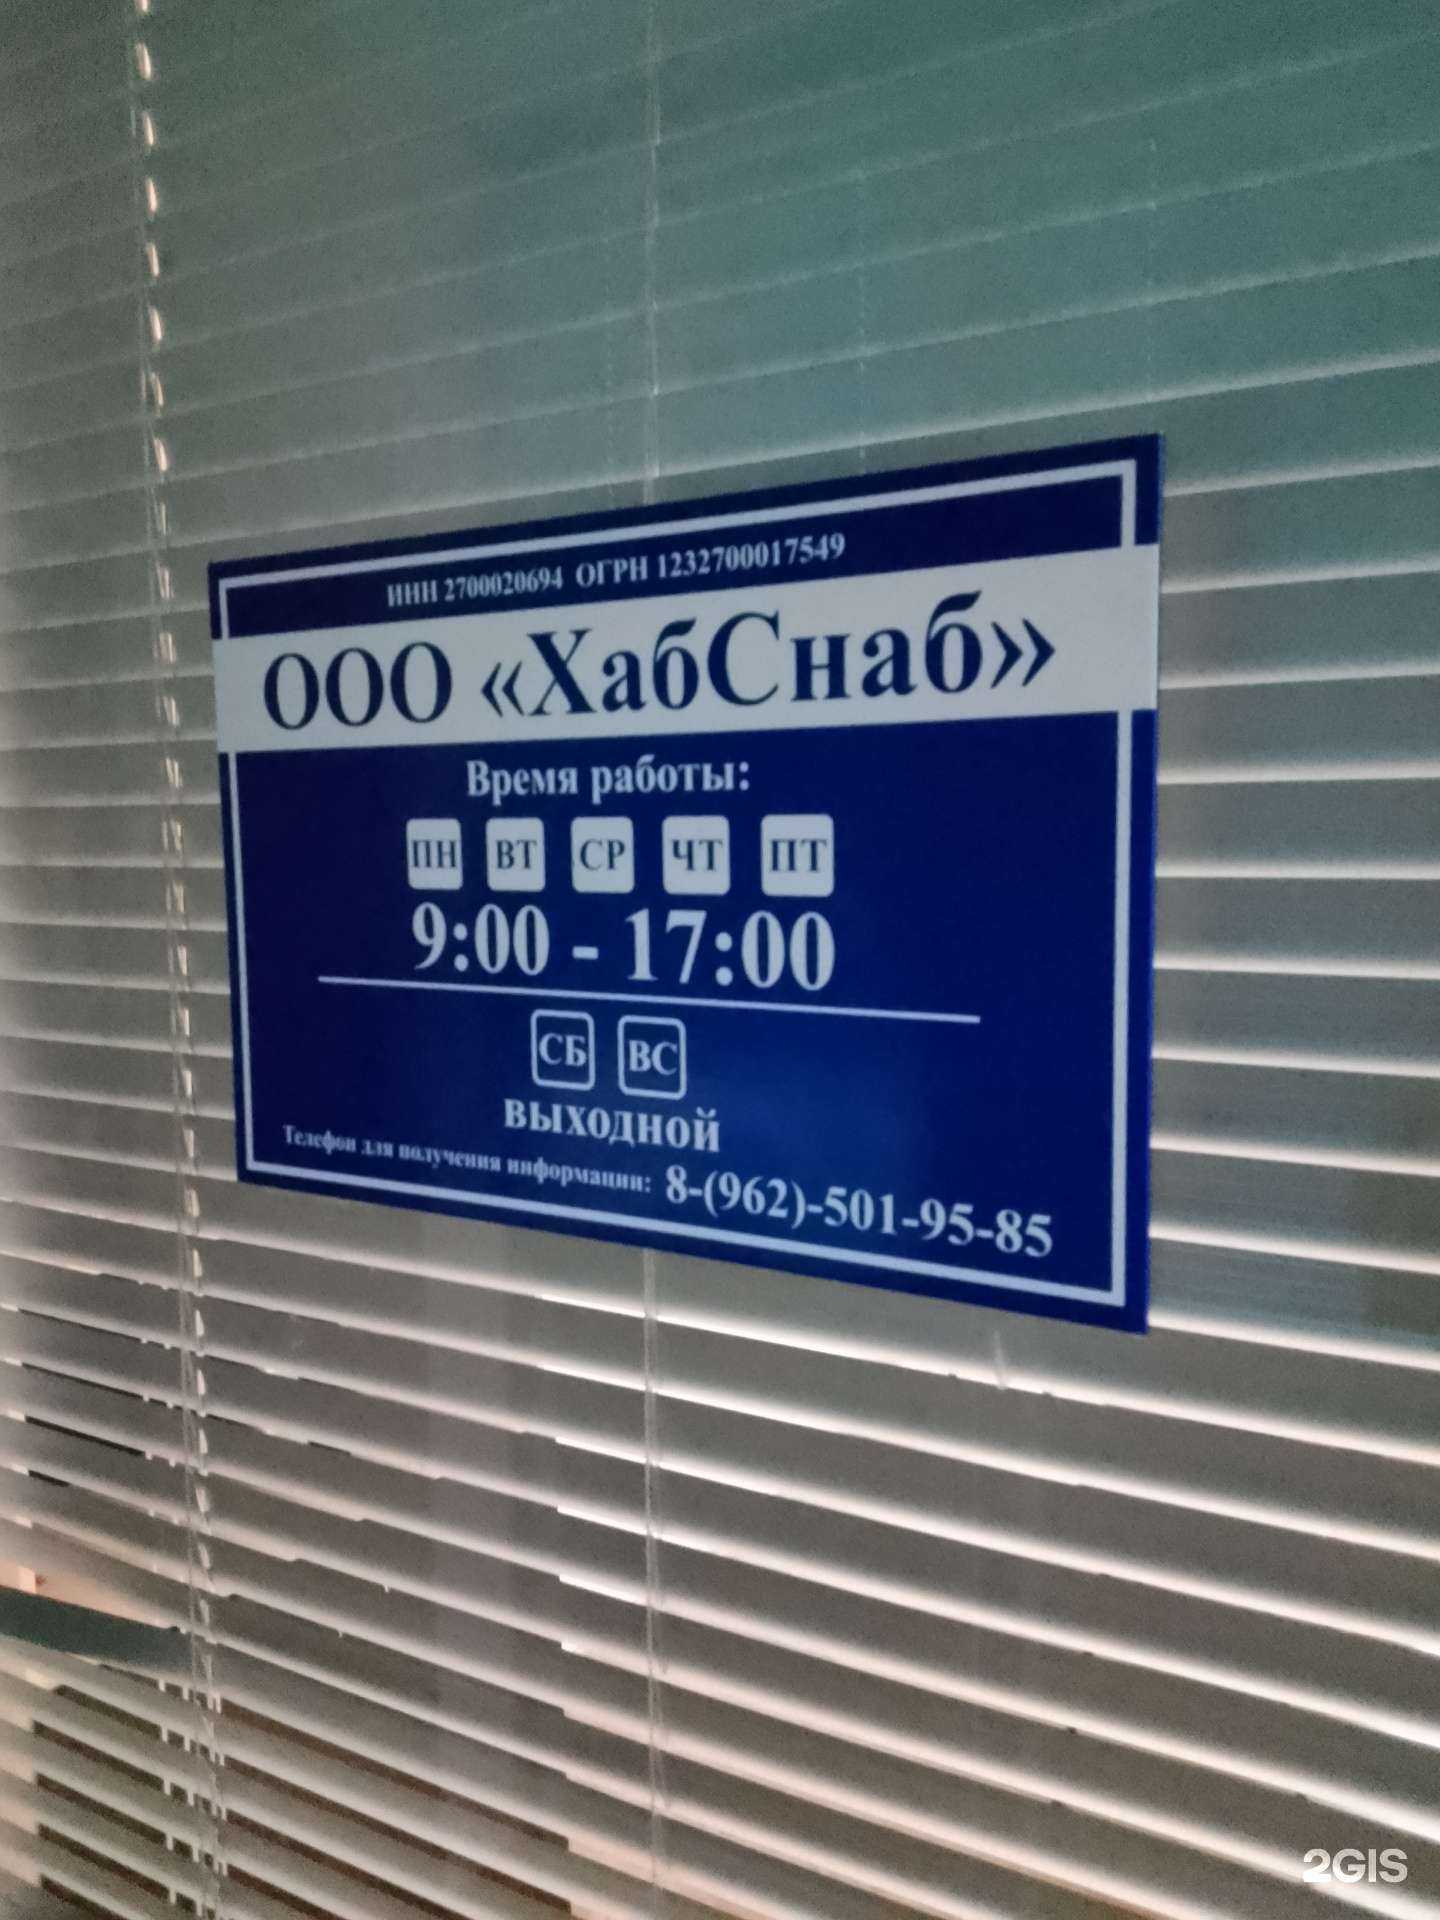 ИНН 2700020694 ОГРН 1232700017549
ООО «ХабСнаб»
Время работы:
ПН ВТ СР ЧТ ПТ
9:00 - 17:00
СБ ВС
ВЫХОДНОЙ
Телефон для получения информации: 8-(962)-501-95-85
2GIS